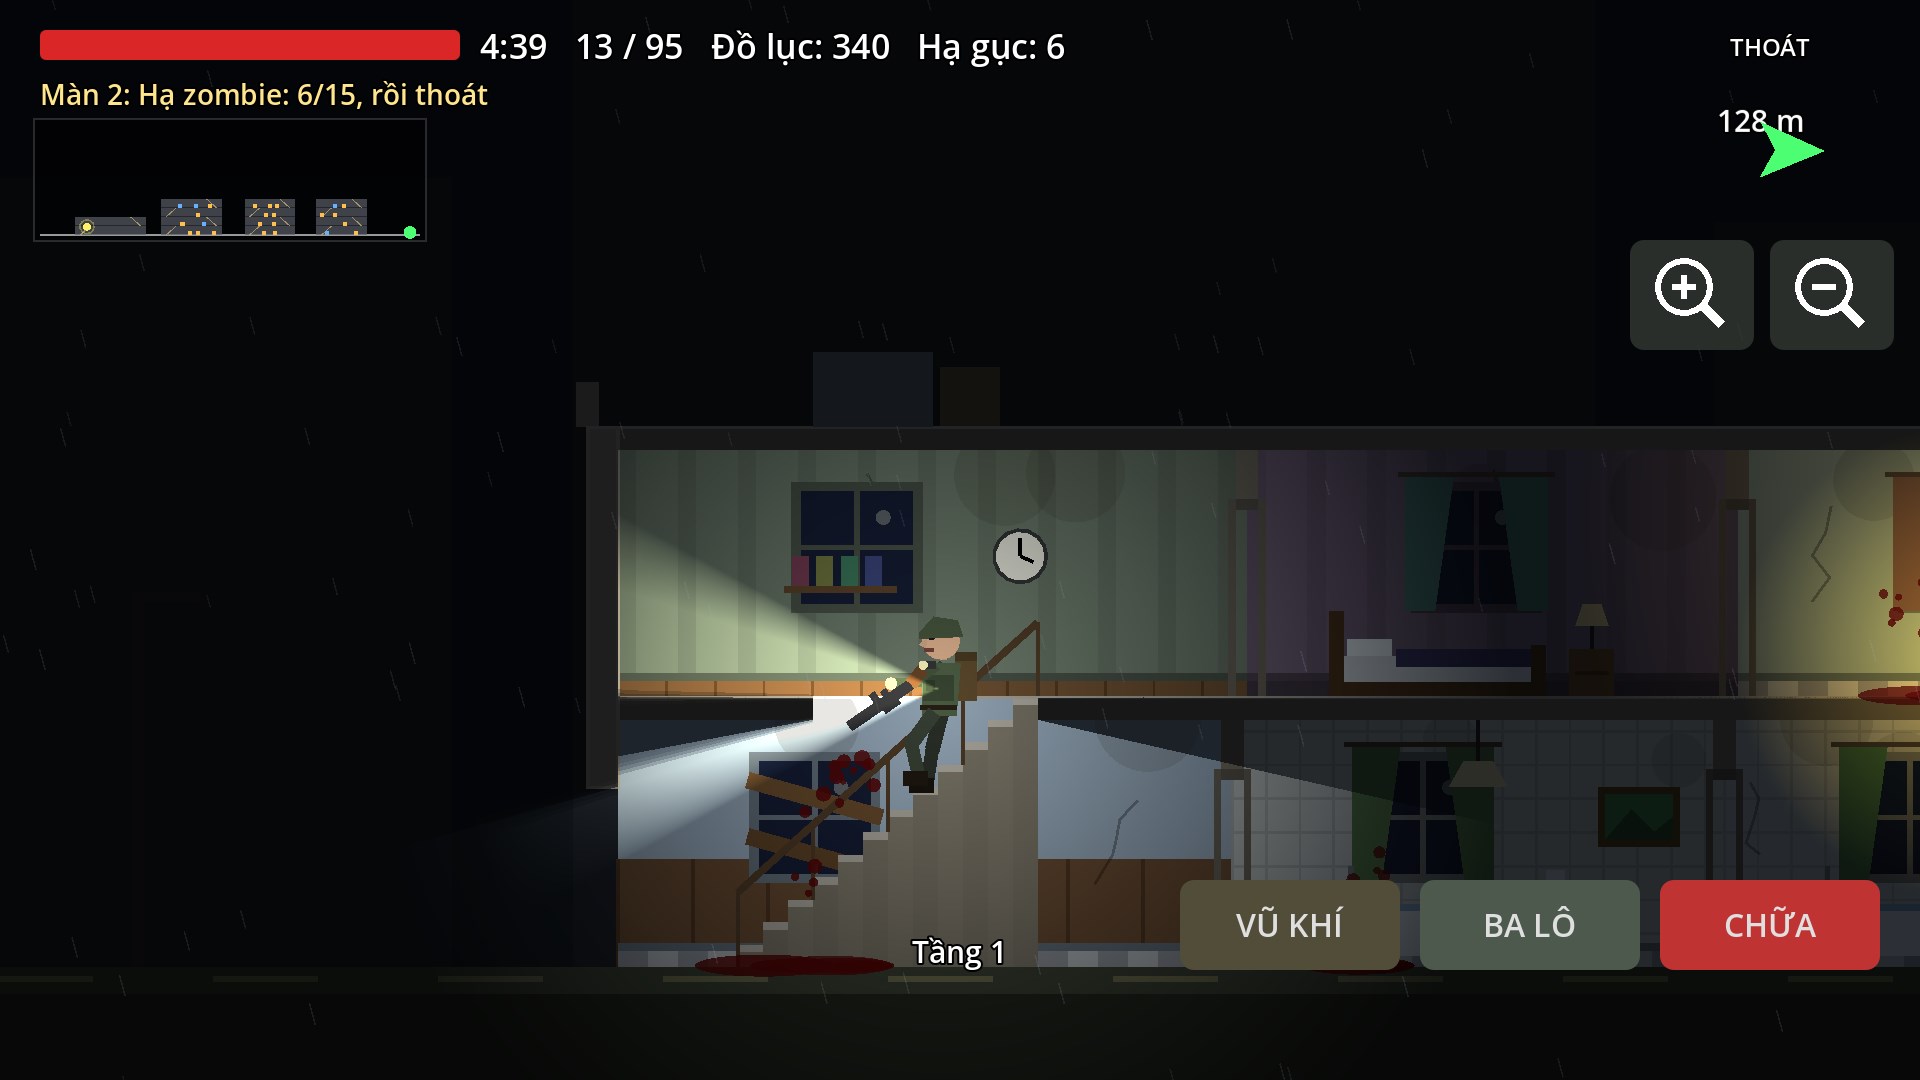 4:39 13 / 95 Đồ lục: 340 Hạ gục: 6
THOÁT
Màn 2: Hạ zombie: 6/15, rồi thoát
128 m
VŨ KHÍ
BA LÔ
CHỮA
Tầng 1